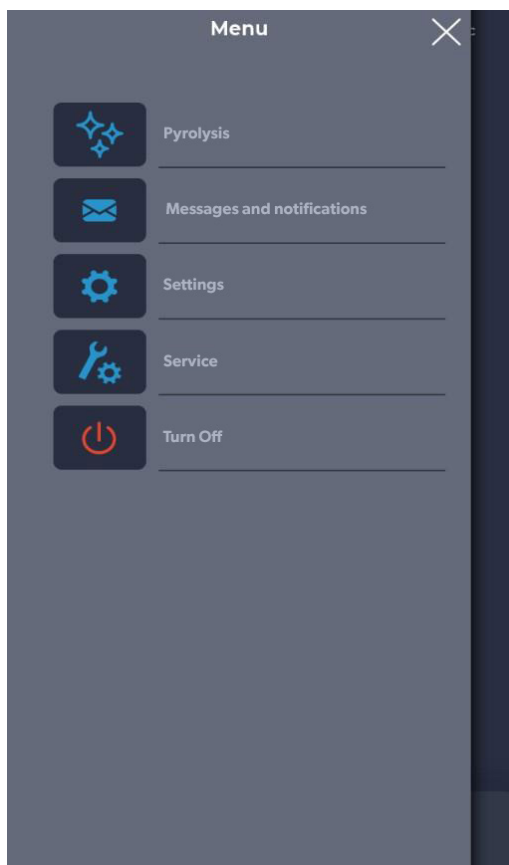 Menu
Pyrolysis
Messages and notifications
Settings
Service
Turn Off